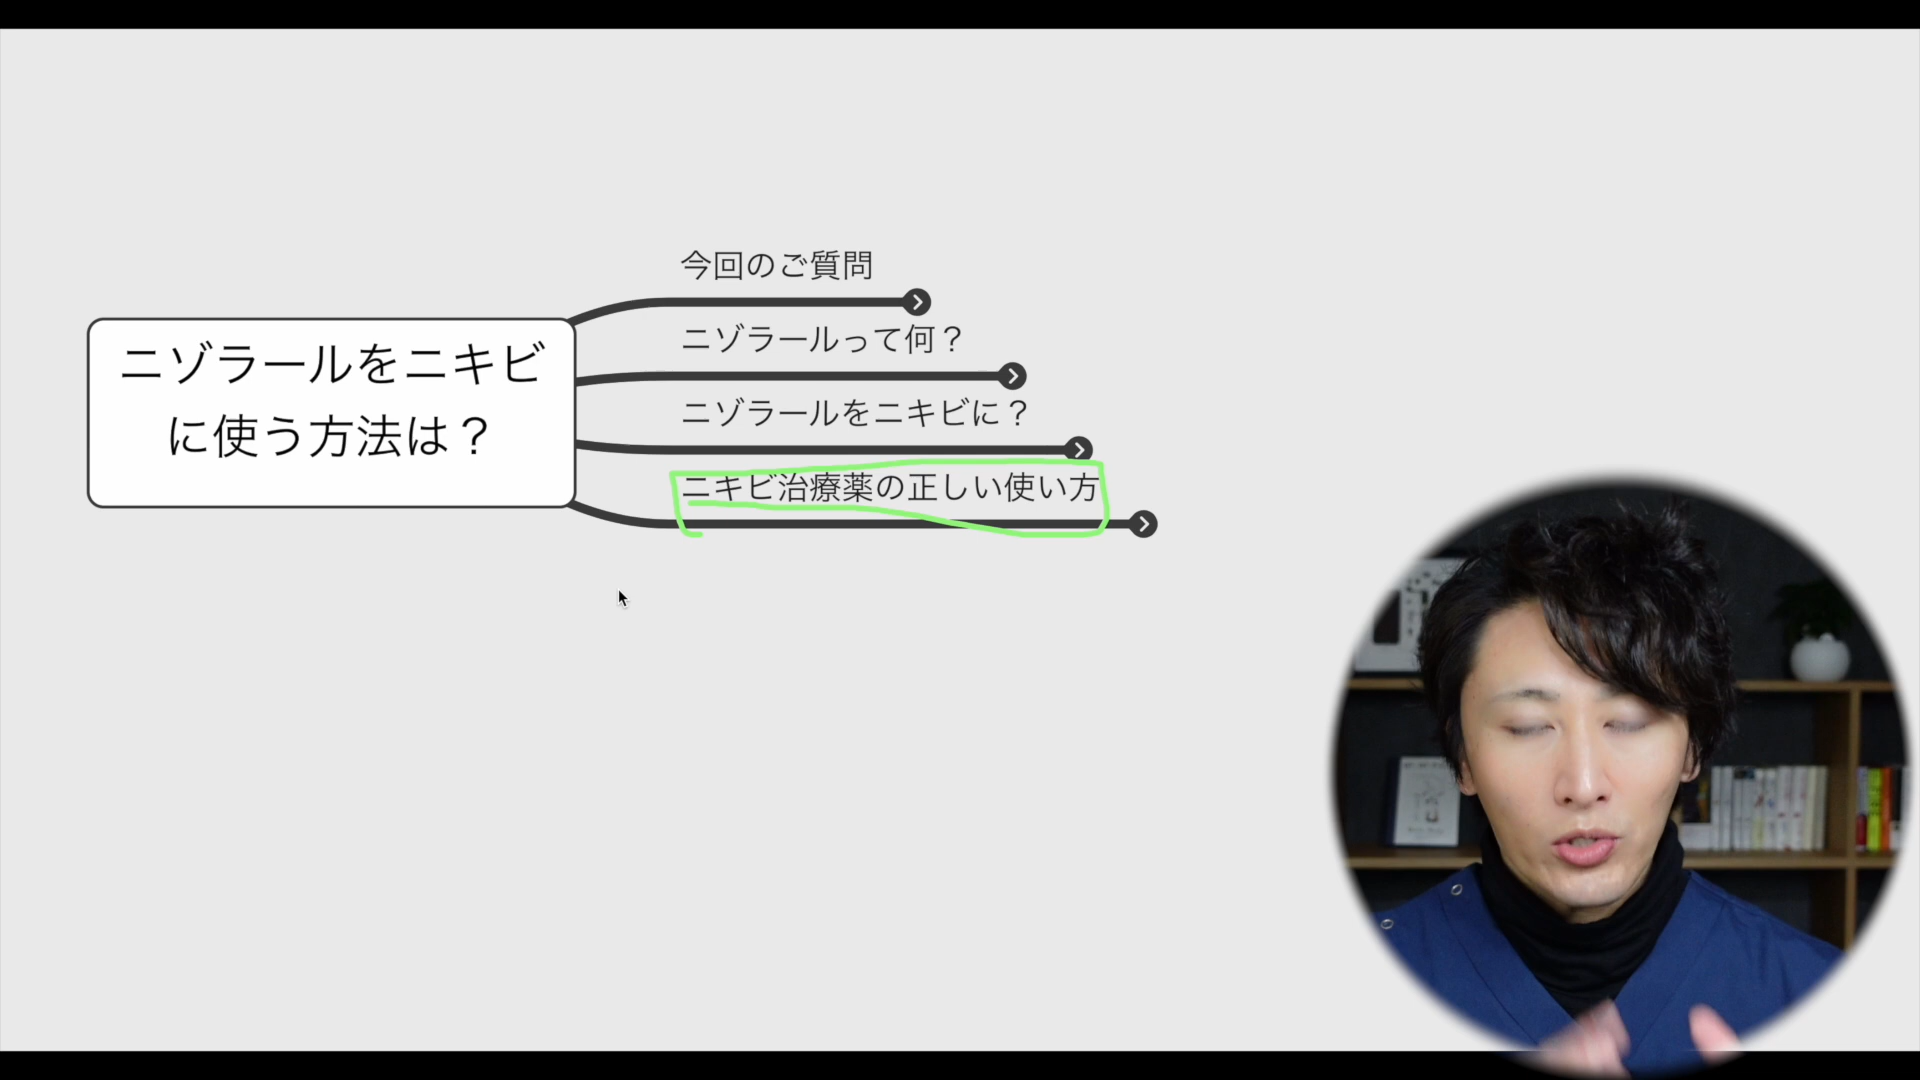 ニゾラールをニキビ
に使う方法は？
今回のご質問
ニゾラールって何？
ニゾラールをニキビに？
ニキビ治療薬の正しい使い方